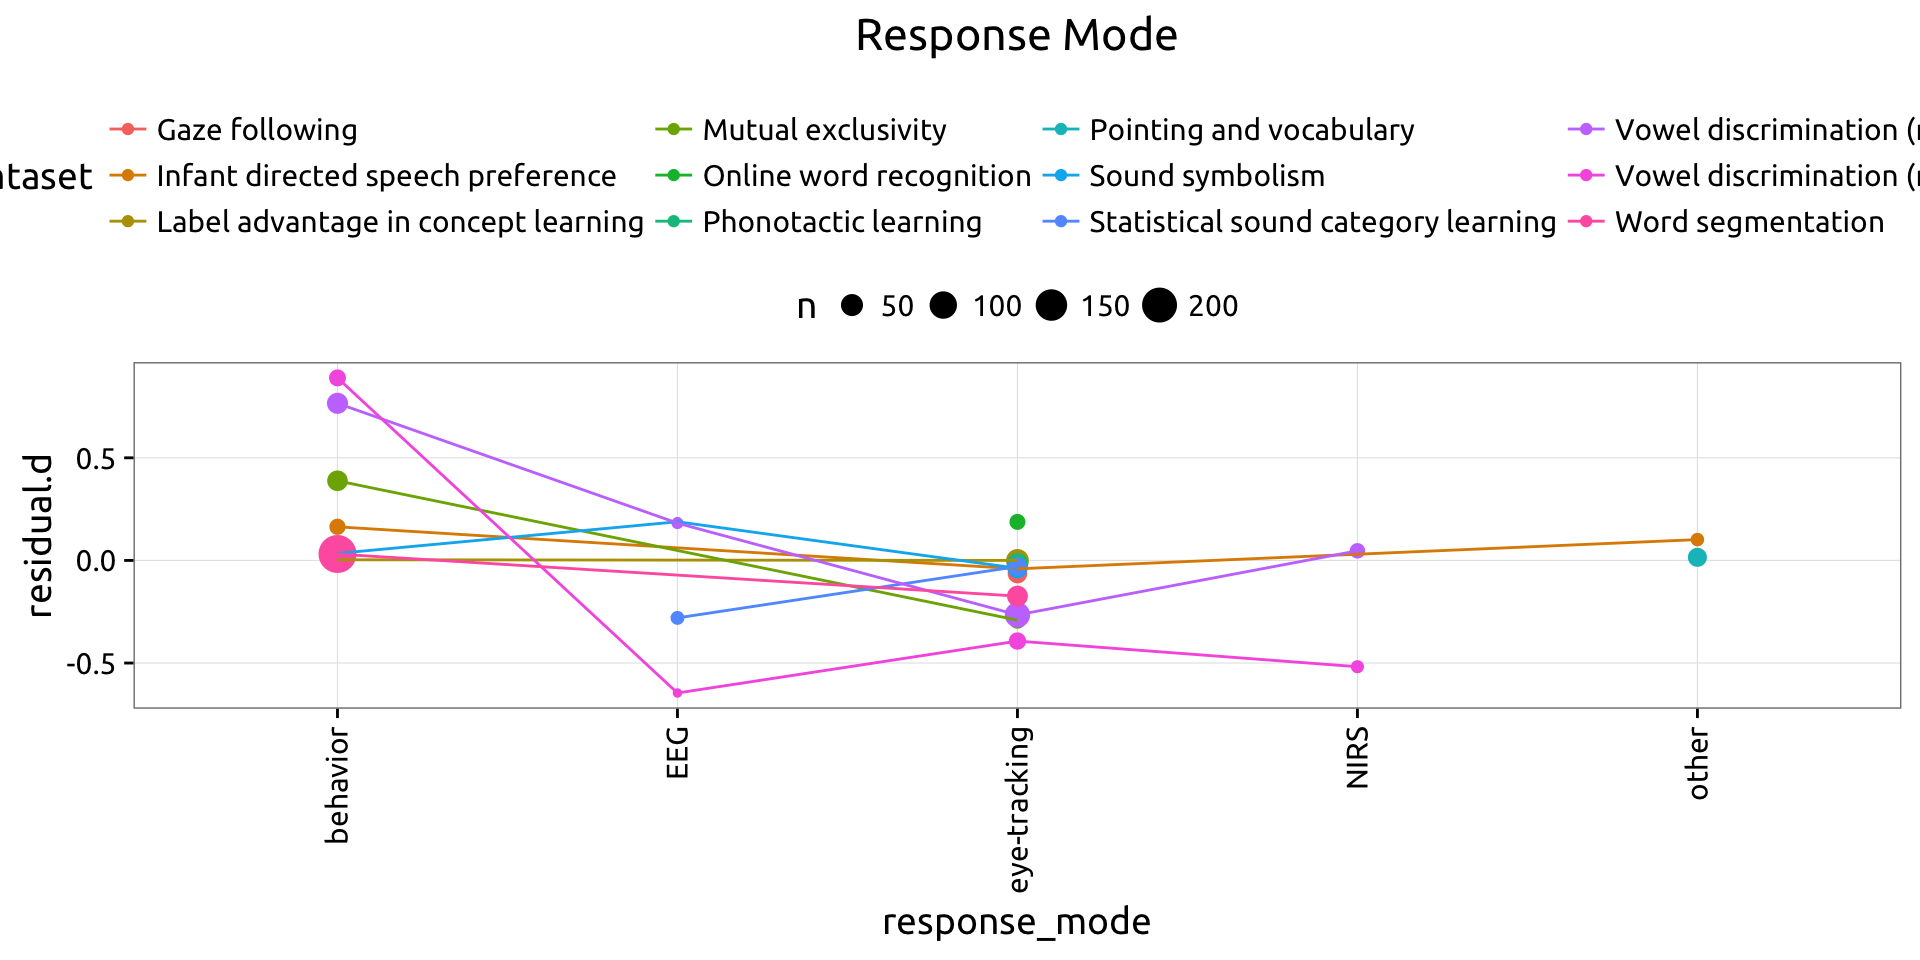 Response Mode
Gaze following Mutual exclusivity Pointing and vocabulary Vowel discrimination (
Infant directed speech preference Online word recognition Sound symbolism Vowel discrimination (
Label advantage in concept learning Phonotactic learning Statistical sound category learning Word segmentation
n 50 100 150 200
residual.d
0.5
0.0
-0.5
behavior EEG eye-tracking NIRS other
response_mode